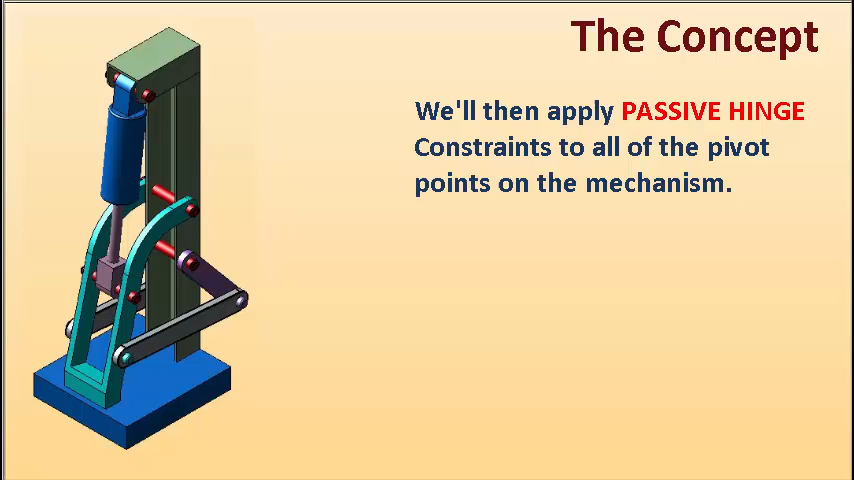 The Concept
We'll then apply PASSIVE HINGE
Constraints to all of the pivot
points on the mechanism.